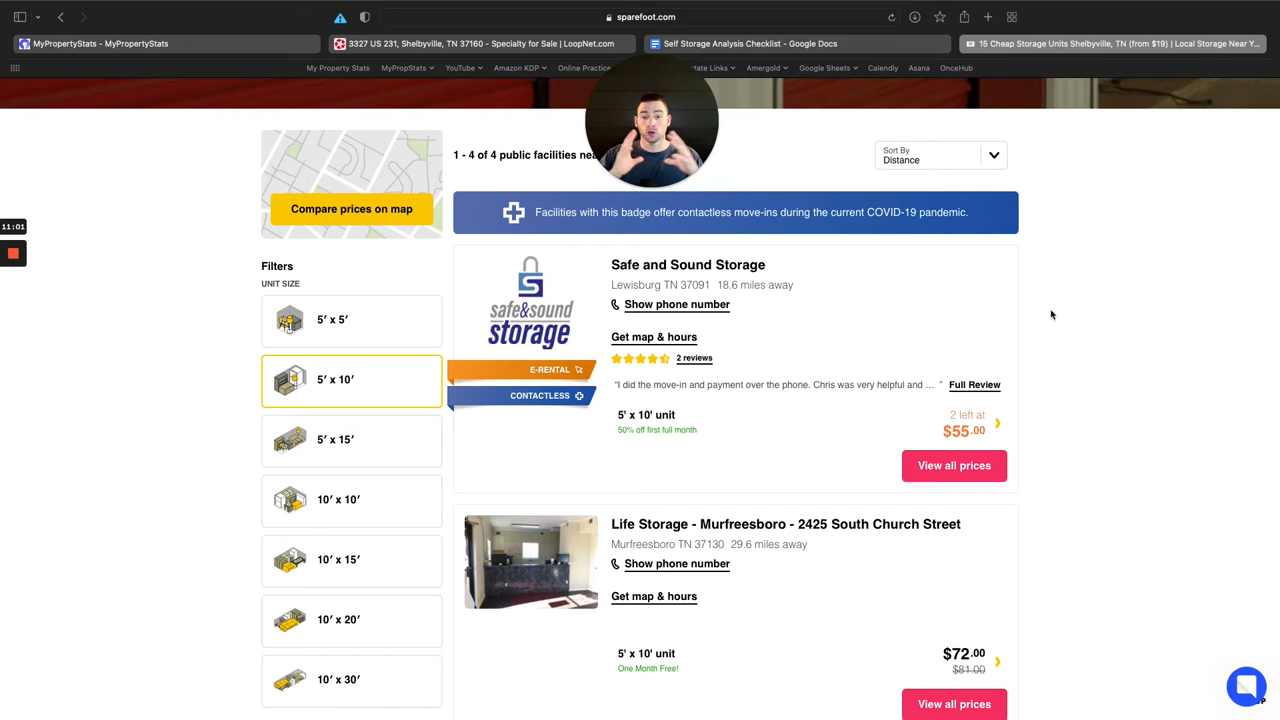 sparefoot.com
MyPropertyStats - MyPropertyStats
3327 US 231, Shelbyville, TN 37160 - Specialty for Sale | LoopNet.com
Self Storage Analysis Checklist - Google Docs
15 Cheap Storage Units Shelbyville, TN (from $19) | Local Storage Near Y...
My Property Stats
MyPropStats
YouTube
Amazon KDP
Online Practice
state Links
Amergold
Google Sheets
Calendly
Asana
OnceHub
11:01
Compare prices on map
1 - 4 of 4 public facilities nea
Sort By
Distance
Facilities with this badge offer contactless move-ins during the current COVID-19 pandemic.
Filters
UNIT SIZE
5′ x 5′
5′ x 10′
5′ x 15′
10′ x 10′
10′ x 15′
10′ x 20′
10′ x 30′
S
safe&sound
storage
E-RENTAL
CONTACTLESS
Safe and Sound Storage
Lewisburg TN 37091 18.6 miles away
Show phone number
Get map & hours
2 reviews
"I did the move-in and payment over the phone. Chris was very helpful and ... " Full Review
5' x 10' unit
50% off first full month
2 left at
$55.00
View all prices
Life Storage - Murfreesboro - 2425 South Church Street
Murfreesboro TN 37130 29.6 miles away
Show phone number
Get map & hours
5' x 10' unit
One Month Free!
$72.00
$81.00
View all prices